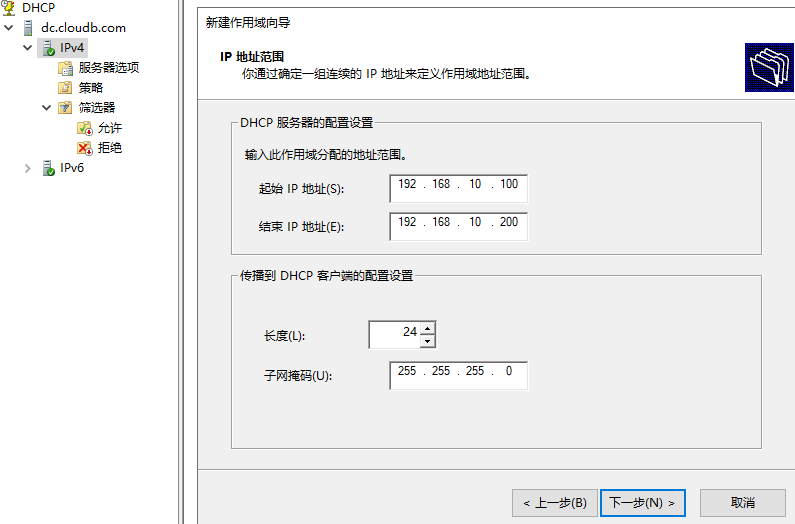 DHCP
dc.cloudb.com
IPv4
服务器选项
策略
筛选器
允许
拒绝
IPv6
新建作用域向导
IP 地址范围
你通过确定一组连续的 IP 地址来定义作用域地址范围。
DHCP 服务器的配置设置
输入此作用域分配的地址范围。
起始 IP 地址(S): 192 . 168 . 10 . 100
结束 IP 地址(E): 192 . 168 . 10 . 200
传播到 DHCP 客户端的配置设置
长度(L): 24
子网掩码(U): 255 . 255 . 255 . 0
< 上一步(B) 下一步(N) > 取消